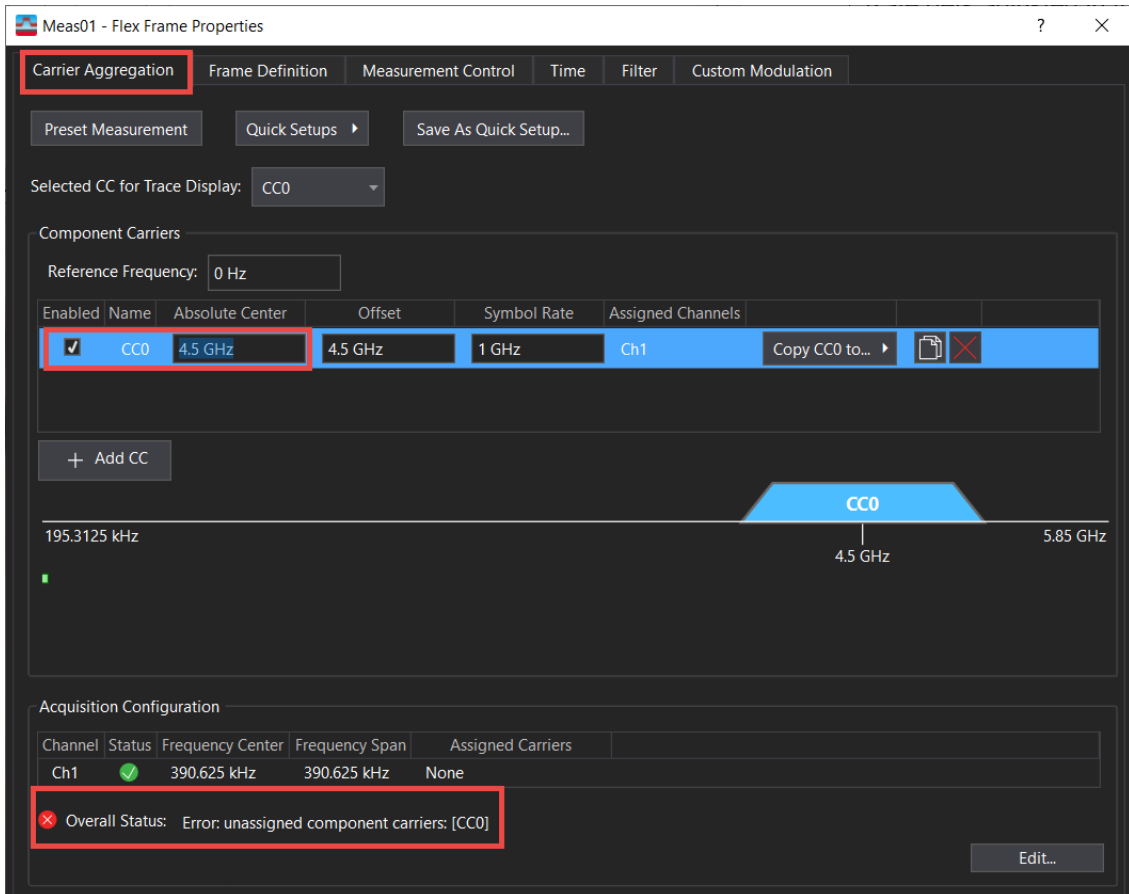 Meas01 - Flex Frame Properties ? ×
Carrier Aggregation Frame Definition Measurement Control Time Filter Custom Modulation
Preset Measurement Quick Setups Save As Quick Setup...
Selected CC for Trace Display: CC0
Component Carriers
Reference Frequency: 0 Hz
Enabled Name Absolute Center Offset Symbol Rate Assigned Channels
CC0 4.5 GHz 4.5 GHz 1 GHz Ch1 Copy CC0 to...
+ Add CC
CC0
195.3125 kHz 5.85 GHz
4.5 GHz
Acquisition Configuration
Channel Status Frequency Center Frequency Span Assigned Carriers
Ch1 390.625 kHz 390.625 kHz None
Overall Status: Error: unassigned component carriers: [CC0]
Edit...